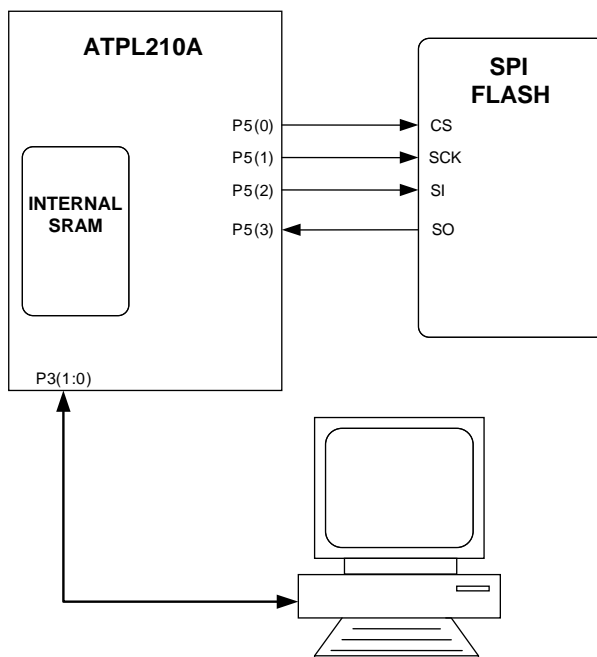 ATPL210A
SPI
FLASH
P5(0)
CS
P5(1)
SCK
P5(2)
SI
P5(3)
SO
INTERNAL
SRAM
P3(1:0)